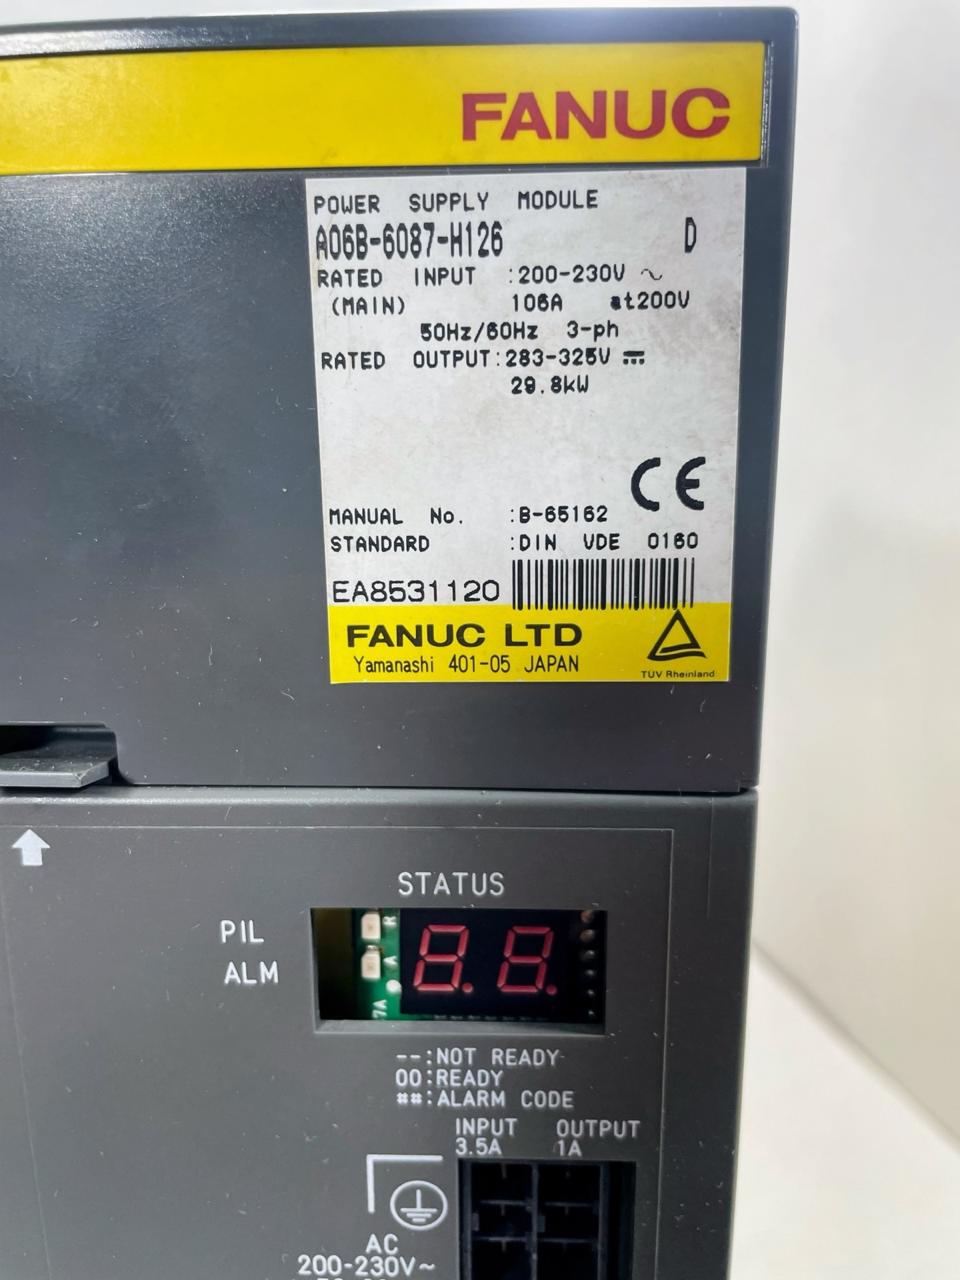 FANUC
POWER SUPPLY MODULE
A06B-6087-H126 D
RATED INPUT :200-230V ~
(MAIN) 106A at200V
50Hz/60Hz 3-ph
RATED OUTPUT:283-325V ⎓
29.8kW
CE
MANUAL No. :B-65162
STANDARD :DIN VDE 0160
EA8531120
FANUC LTD
Yamanashi 401-05 JAPAN
TÜV Rheinland
STATUS
PIL
ALM
8.8.
--:NOT READY
00:READY
##:ALARM CODE
INPUT OUTPUT
3.5A 1A
AC
200-230V~